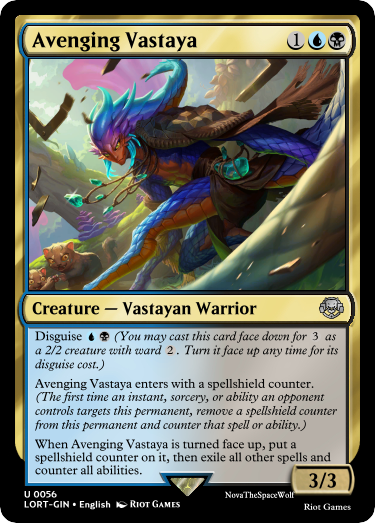 Avenging Vastaya 1
Creature — Vastayan Warrior
Disguise (You may cast this card face down for 3 as
a 2/2 creature with ward 2. Turn it face up any time for its
disguise cost.)
Avenging Vastaya enters with a spellshield counter.
(The first time an instant, sorcery, or ability an opponent
controls targets this permanent, remove a spellshield counter
from this permanent and counter that spell or ability.)
When Avenging Vastaya is turned face up, put a
spellshield counter on it, then exile all other spells and
counter all abilities.
3/3
U 0056
LORT-GIN • English RIOT GAMES
NovaTheSpaceWolf
Riot Games